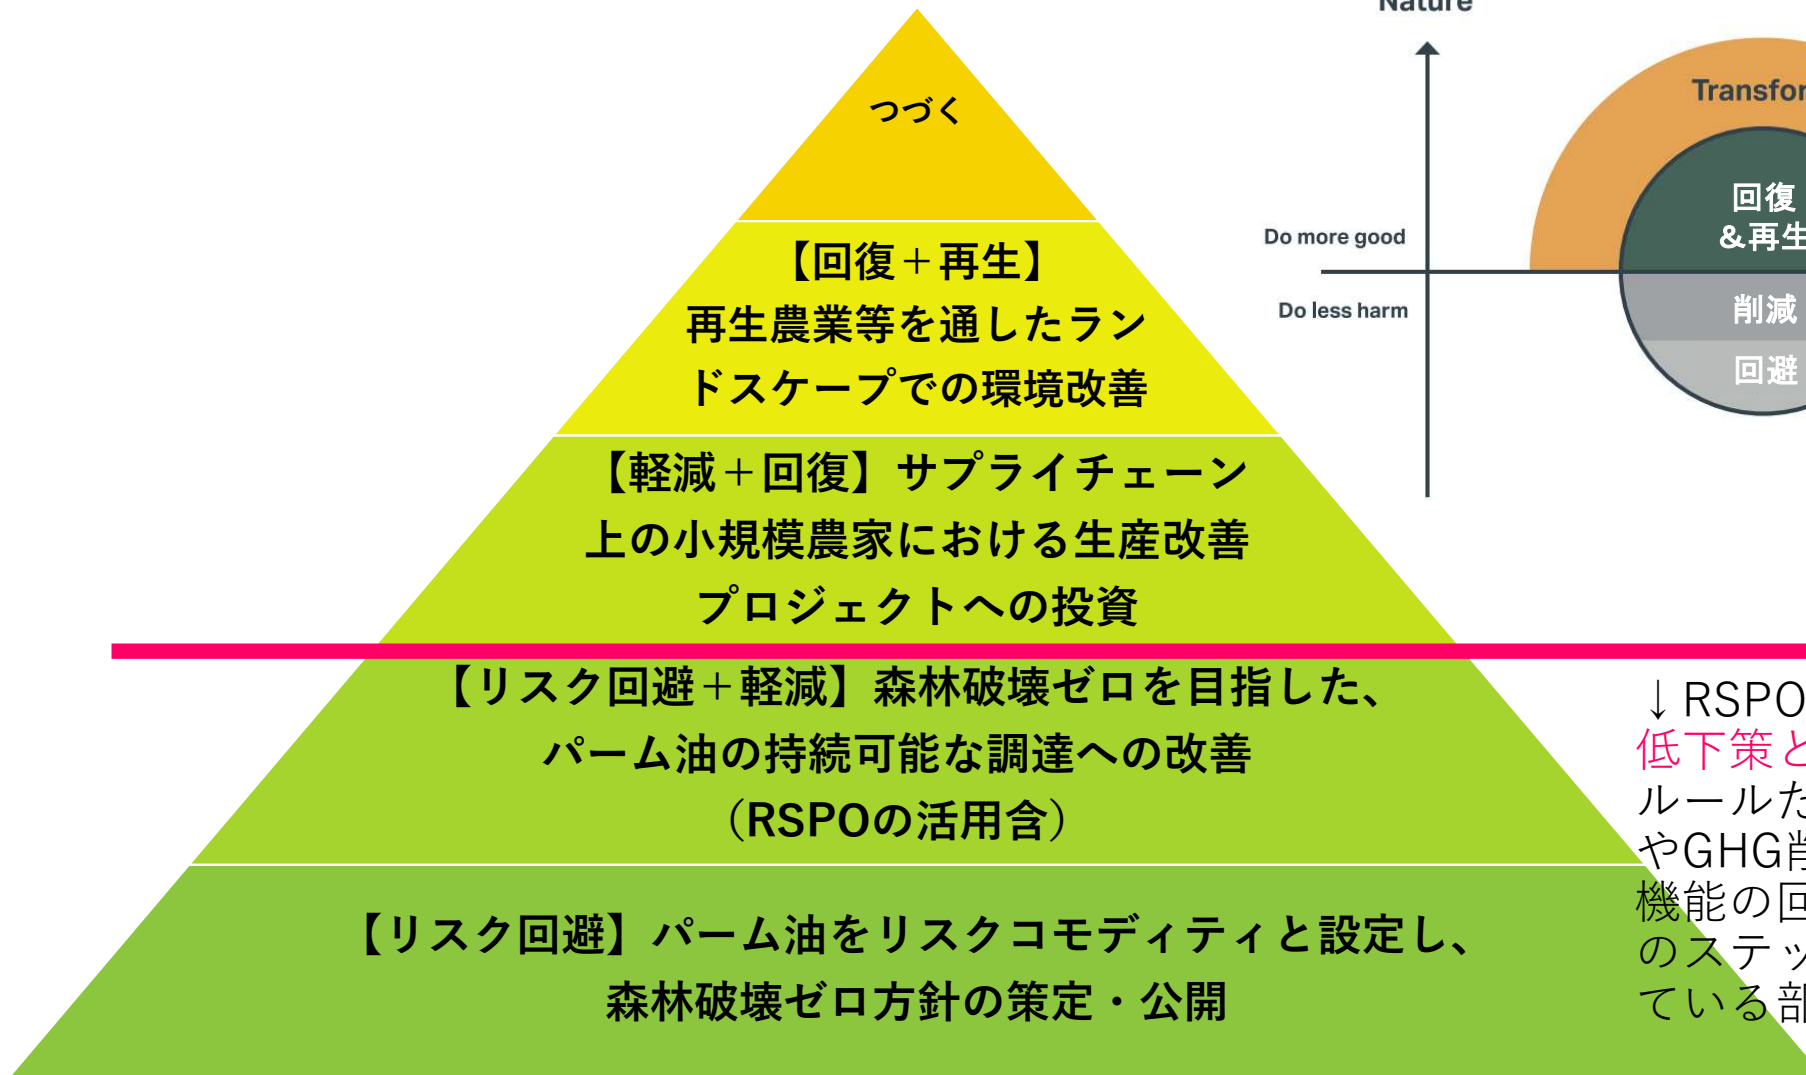 つづく
【回復＋再生】
再生農業等を通したラン
ドスケープでの環境改善
【軽減＋回復】サプライチェーン
上の小規模農家における生産改善
プロジェクトへの投資
【リスク回避＋軽減】森林破壊ゼロを目指した、
パーム油の持続可能な調達への改善
（RSPOの活用含）
【リスク回避】パーム油をリスクコモディティと設定し、
森林破壊ゼロ方針の策定・公開
Nature
Transfor
回復
&再生
Do more good
Do less harm
削減
回避
↓RSPO
低下策と
ルールた
やGHG削
機能の回
のステッ
ている部